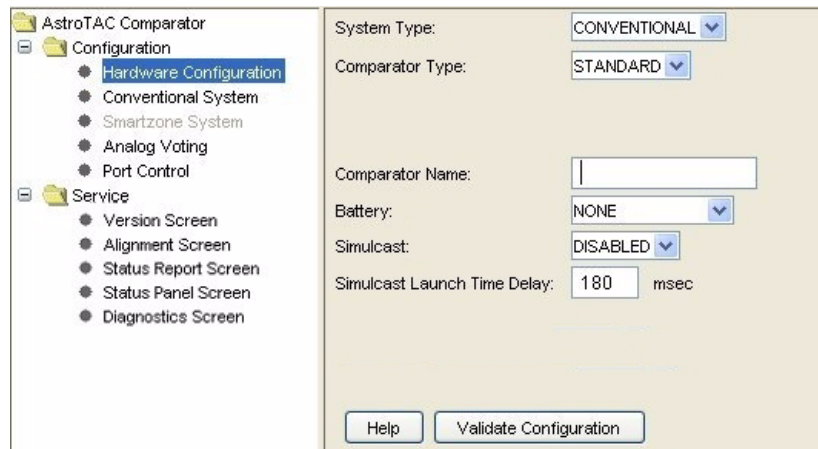 AstroTAC Comparator
Configuration
Hardware Configuration
Conventional System
Smartzone System
Analog Voting
Port Control
Service
Version Screen
Alignment Screen
Status Report Screen
Status Panel Screen
Diagnostics Screen
System Type: CONVENTIONAL
Comparator Type: STANDARD
Comparator Name:
Battery: NONE
Simulcast: DISABLED
Simulcast Launch Time Delay: 180 msec
Help Validate Configuration